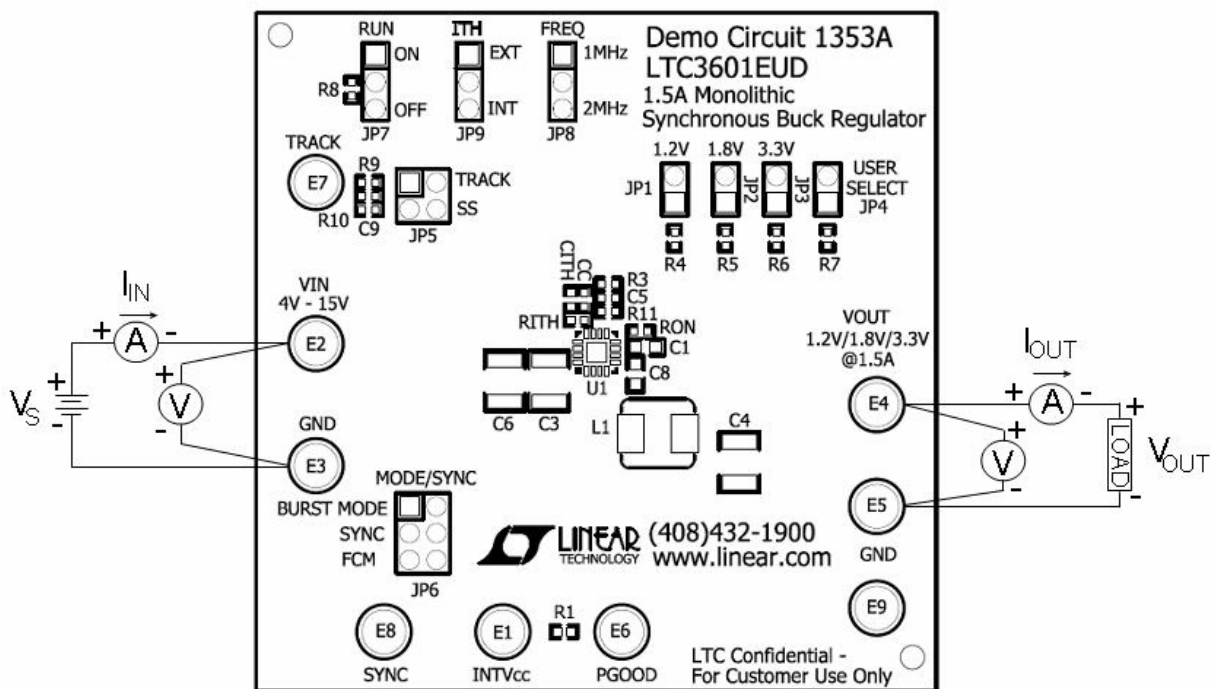 RUN
ITH
FREQ
ON
EXT
1MHz
R8
OFF
INT
2MHz
JP7
JP9
JP8
Demo Circuit 1353A
LTC3601EUD
1.5A Monolithic
Synchronous Buck Regulator
TRACK
E7
R9
R10
C9
TRACK
SS
JP5
1.2V
1.8V
3.3V
JP1
JP2
JP3
USER
SELECT
JP4
R4
R5
R6
R7
CITH
CC
R3
C5
R11
RITH
RON
C1
C8
U1
C6
C3
L1
C4
IIN
+ A -
VIN
4V - 15V
E2
+
VS
-
+
V
-
GND
E3
VOUT
1.2V/1.8V/3.3V
@1.5A
E4
IOUT
+ A -
+
V
-
+
LOAD
-
VOUT
E5
GND
E9
MODE/SYNC
BURST MODE
SYNC
FCM
JP6
LINEAR
TECHNOLOGY
(408)432-1900
www.linear.com
E8
SYNC
E1
INTVcc
R1
E6
PGOOD
LTC Confidential -
For Customer Use Only